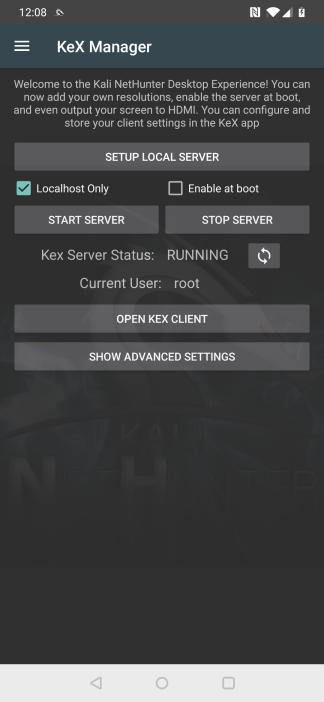 12:08
KeX Manager
Welcome to the Kali NetHunter Desktop Experience! You can
now add your own resolutions, enable the server at boot,
and even output your screen to HDMI. You can configure and
store your client settings in the KeX app
SETUP LOCAL SERVER
Localhost Only
Enable at boot
START SERVER
STOP SERVER
Kex Server Status: RUNNING
Current User: root
OPEN KEX CLIENT
SHOW ADVANCED SETTINGS
KALI
NETHUNTER